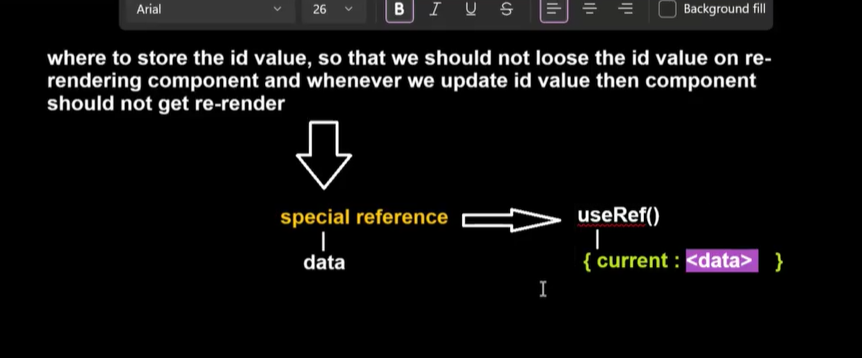 Arial 26 B I U S Background fill
where to store the id value, so that we should not loose the id value on re-
rendering component and whenever we update id value then component
should not get re-render
special reference useRef()
data { current : <data> }